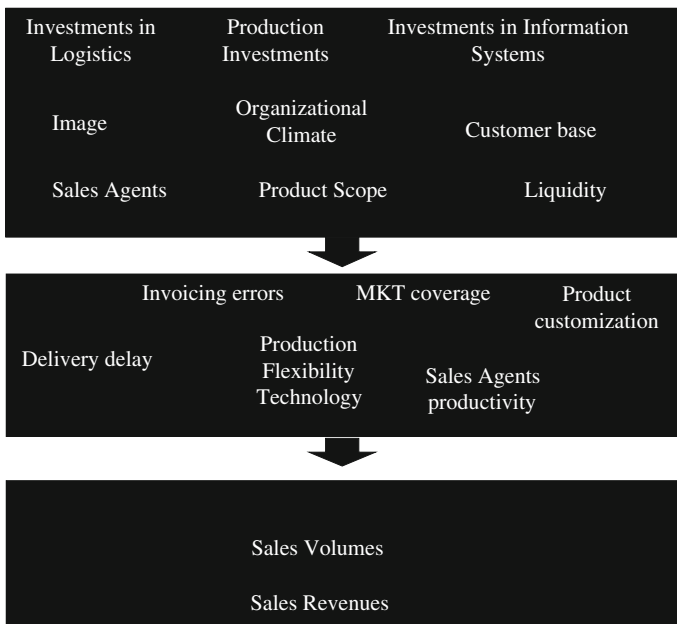 Investments in
Logistics
Production
Investments
Investments in Information
Systems
Image
Organizational
Climate
Customer base
Sales Agents
Product Scope
Liquidity
Invoicing errors
MKT coverage
Product
customization
Delivery delay
Production
Flexibility
Technology
Sales Agents
productivity
Sales Volumes
Sales Revenues